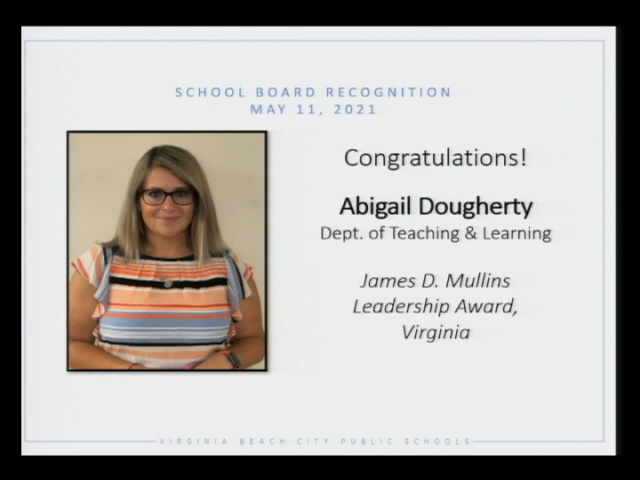 SCHOOL BOARD RECOGNITION
MAY 11, 2021
Congratulations!
Abigail Dougherty
Dept. of Teaching & Learning
James D. Mullins
Leadership Award,
Virginia
VIRGINIA BEACH CITY PUBLIC SCHOOLS